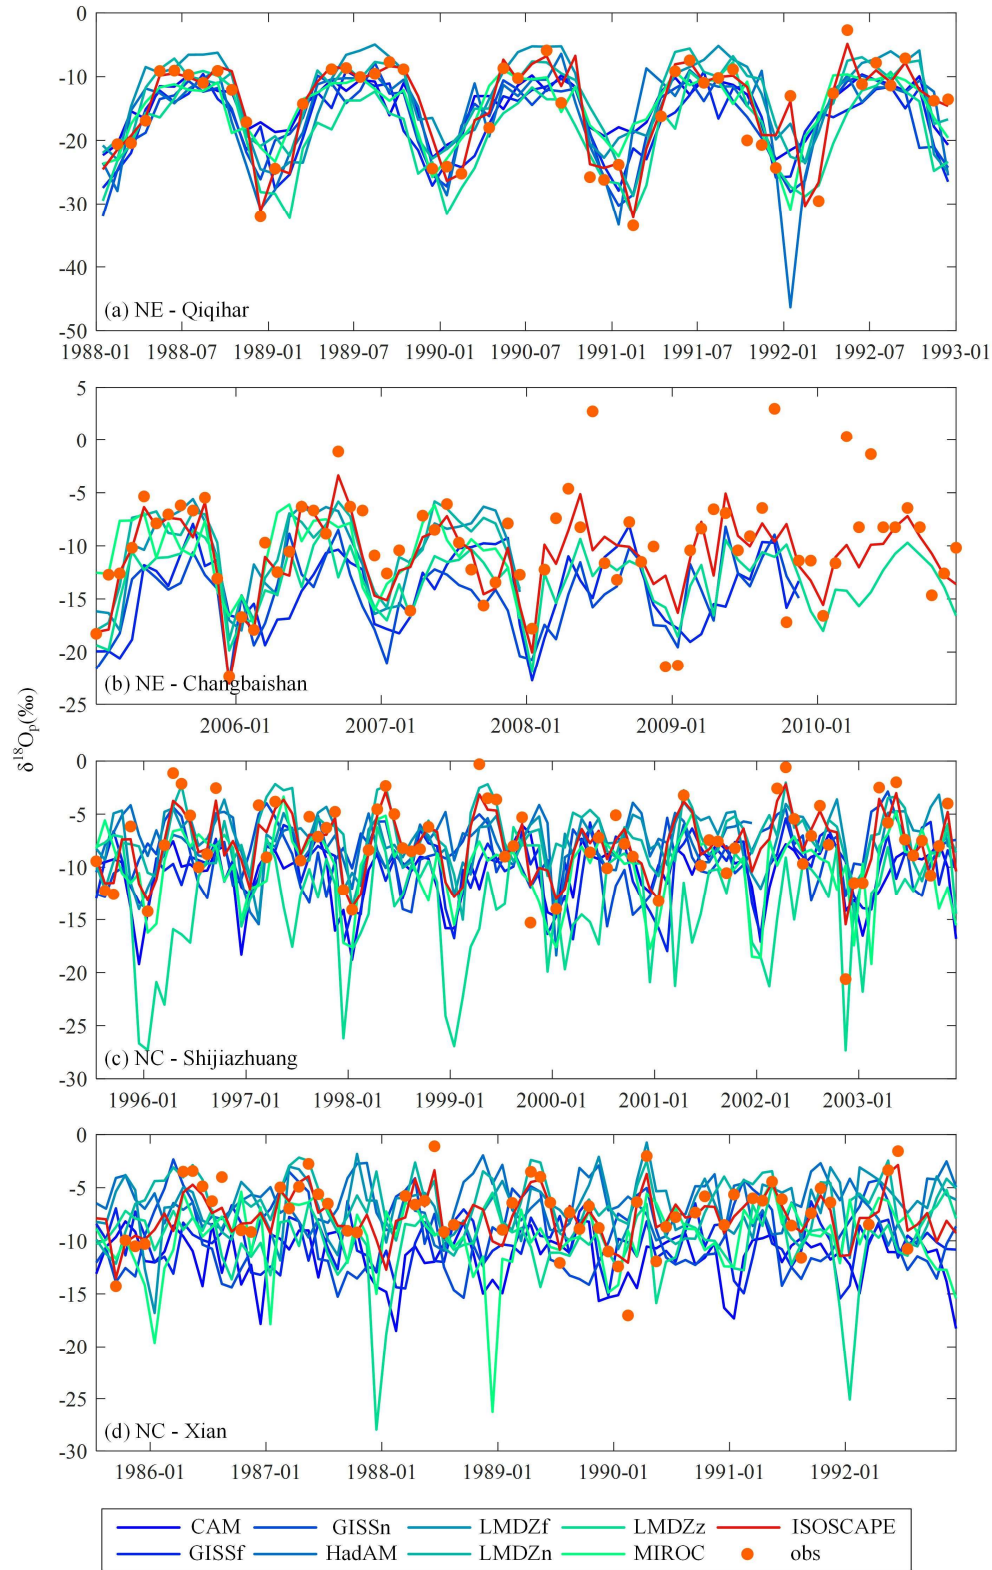 0
-10
-20
-30
-40
-50
(a) NE - Qiqihar
1988-01 1988-07 1989-01 1989-07 1990-01 1990-07 1991-01 1991-07 1992-01 1992-07 1993-01
5
0
-5
-10
-15
-20
-25
(b) NE - Changbaishan
2006-01 2007-01 2008-01 2009-01 2010-01
δ¹⁸Oₚ(‰)
0
-5
-10
-15
-20
-25
-30
(c) NC - Shijiazhuang
1996-01 1997-01 1998-01 1999-01 2000-01 2001-01 2002-01 2003-01
0
-5
-10
-15
-20
-25
-30
(d) NC - Xian
1986-01 1987-01 1988-01 1989-01 1990-01 1991-01 1992-01
CAM GISSn LMDZf LMDZz ISOSCAPE
GISSf HadAM LMDZn MIROC obs